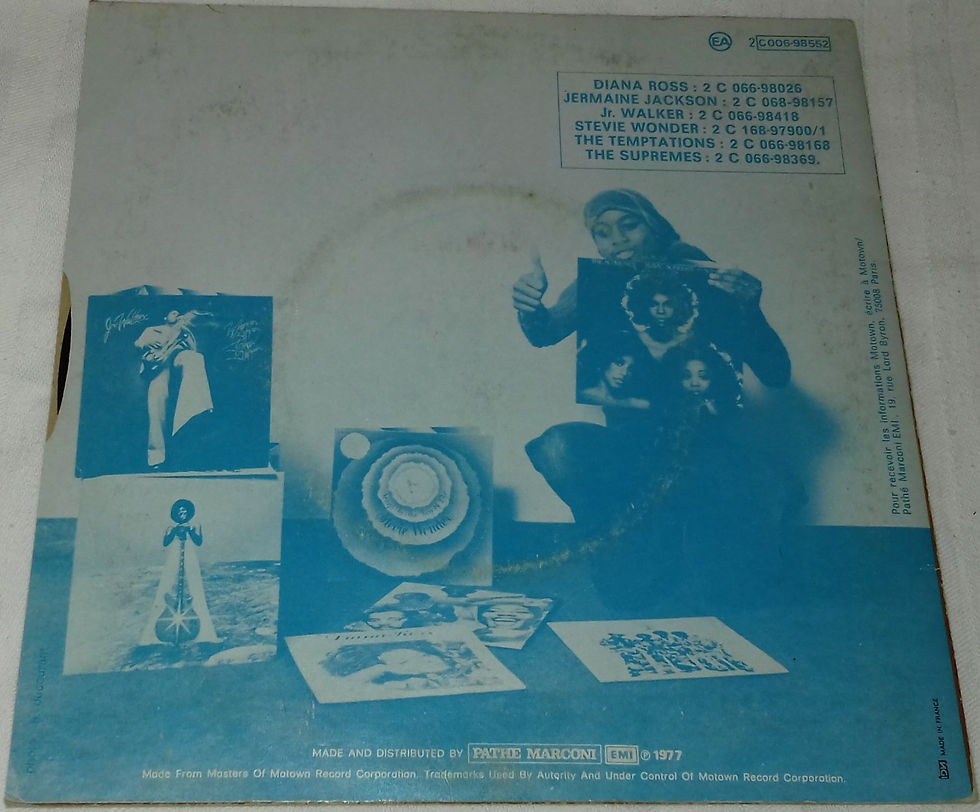 EA 2 C006-98552
DIANA ROSS : 2 C 066-98026
JERMAINE JACKSON : 2 C 068-98157
Jr. WALKER : 2 C 066-98418
STEVIE WONDER : 2 C 168-97900/1
THE TEMPTATIONS : 2 C 066-98168
THE SUPREMES : 2 C 066-98369.
Pour recevoir les informations Motown, écrire à Motown/
Pathé Marconi EMI, 19, rue Lord Byron, 75008 Paris.
Stevie Wonder
Diana Ross
MADE AND DISTRIBUTED BY PATHE MARCONI EMI ℗ 1977
Made From Masters Of Motown Record Corporation. Trademarks Used By Autority And Under Control Of Motown Record Corporation.
MADE IN FRANCE